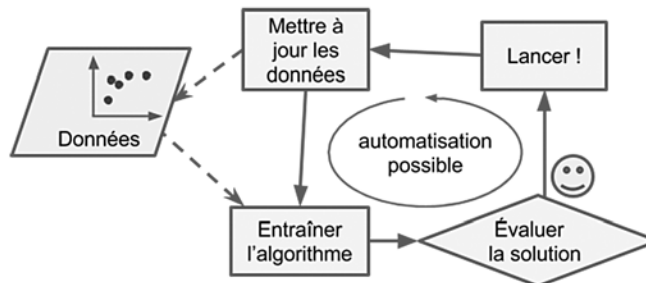 Mettre à
jour les
données
Lancer !
Données
automatisation
possible
Entraîner
l'algorithme
Évaluer
la solution